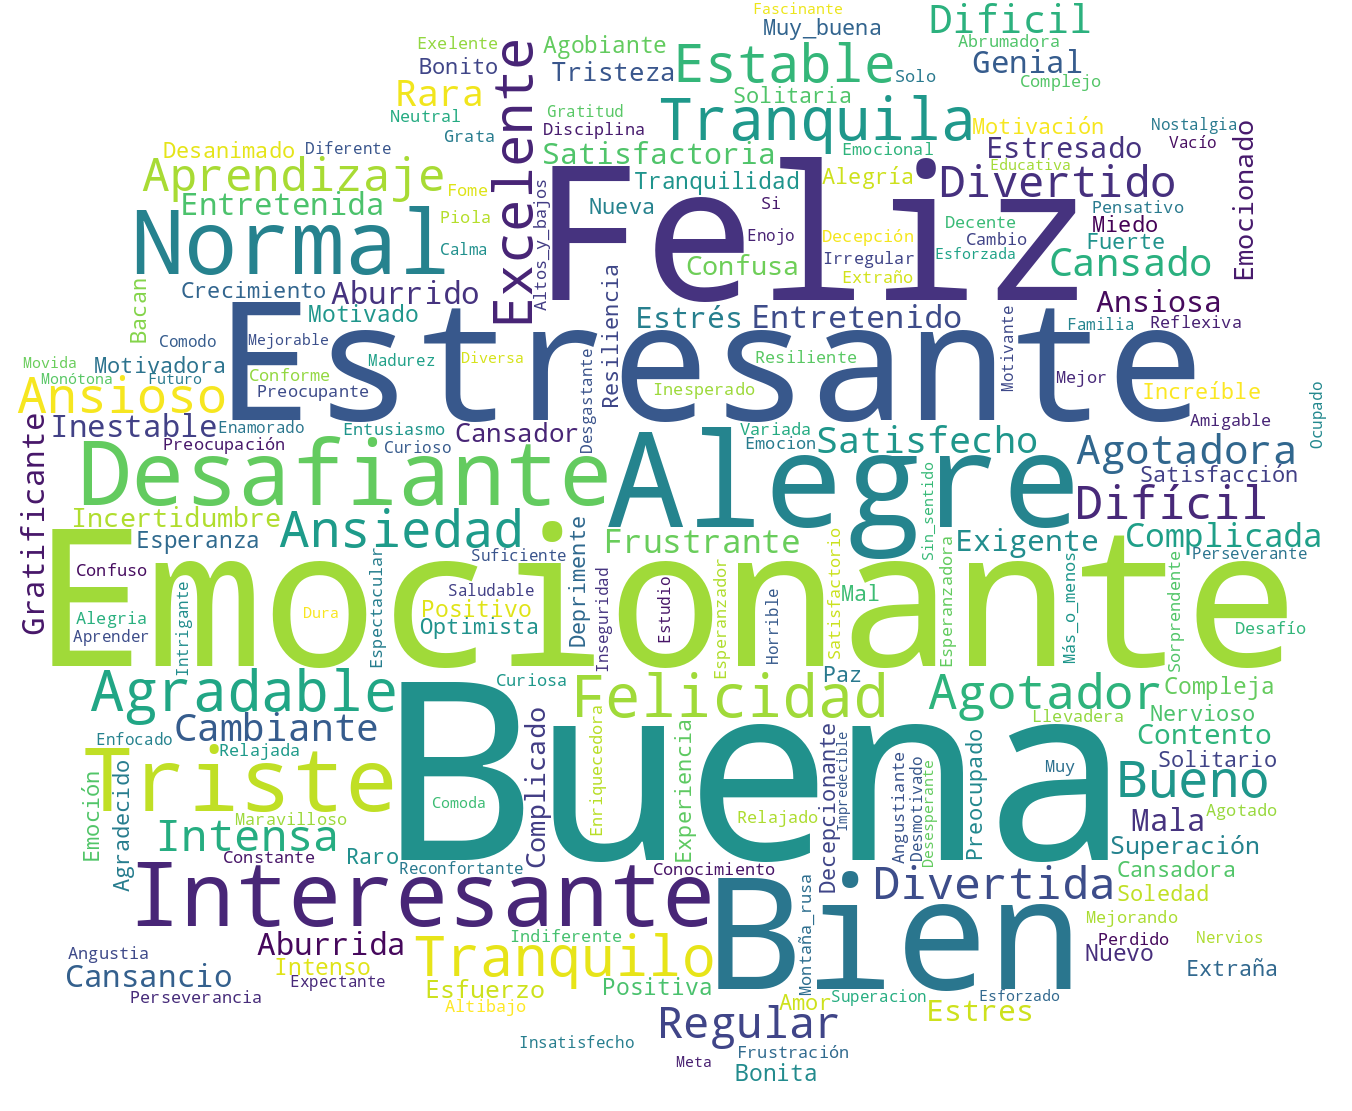 Fascinante
Muy_buena
Dificil
Exelente
Agobiante
Abrumadora
Bonito
Tristeza
Estable
Solo
Genial
Complejo
Excelente
Rara
Solitaria
Neutral
Gratitud
Tranquila
Motivación
Nostalgia
Grata
Disciplina
Estresado
Vacío
Desanimado
Diferente
Satisfactoria
Emocional
Educativa
Emocionado
Aprendizaje
Fome
Tranquilidad
Alegría
Divertido
Entretenida
Altos_y_bajos
Nueva
Si
Pensativo
Normal
Piola
Feliz
Decente
Miedo
Calma
Enojo
Decepción
Cambio
Fuerte
Confusa
Irregular
Esforzada
Cansado
Bacan
Crecimiento
Aburrido
Resiliencia
Extraño
Ansiosa
Motivado
Estrés
Entretenido
Motivante
Familia
Reflexiva
Comodo
Mejorable
Estresante
Movida
Motivadora
Madurez
Diversa
Desgastante
Resiliente
Monótona
Futuro
Conforme
Mejor
Increíble
Ansioso
Preocupante
Inesperado
Ocupado
Inestable
Enamorado
Entusiasmo
Cansador
Variada
Satisfecho
Amigable
Gratificante
Preocupación
Curioso
Emocion
Agotadora
Desafiante
Alegre
Satisfacción
Sin_sentido
Difícil
Incertidumbre
Ansiedad
Esperanza
Deprimente
Frustrante
Exigente
Complicada
Suficiente
Perseverante
Confuso
Espectacular
Emocionante
Intrigante
Saludable
Inseguridad
Estudio
Esperanzador
Horrible
Satisfactorio
Mal
Esperanzadora
Más_o_menos
Sorprendente
Alegria
Dura
Positivo
Optimista
Desafío
Aprender
Agradable
Curiosa
Felicidad
Paz
Agotador
Compleja
Cambiante
Buena
Llevadera
Nervioso
Enfocado
Relajada
Complicado
Enriquecedora
Experiencia
Decepcionante
Impredecible
Preocupado
Contento
Solitario
Triste
Muy
Bueno
Emoción
Agradecido
Comoda
Angustiante
Desmotivado
Desesperante
Maravilloso
Relajado
Mala
Agotado
Intensa
Superación
Constante
Raro
Reconfortante
Conocimiento
Cansadora
Interesante
Bien
Montaña_rusa
Divertida
Soledad
Mejorando
Aburrida
Indiferente
Perdido
Nervios
Angustia
Tranquilo
Nuevo
Cansancio
Intenso
Extraña
Expectante
Esfuerzo
Positiva
Perseverancia
Altibajo
Amor
Superacion
Esforzado
Estres
Regular
Insatisfecho
Frustración
Meta
Bonita